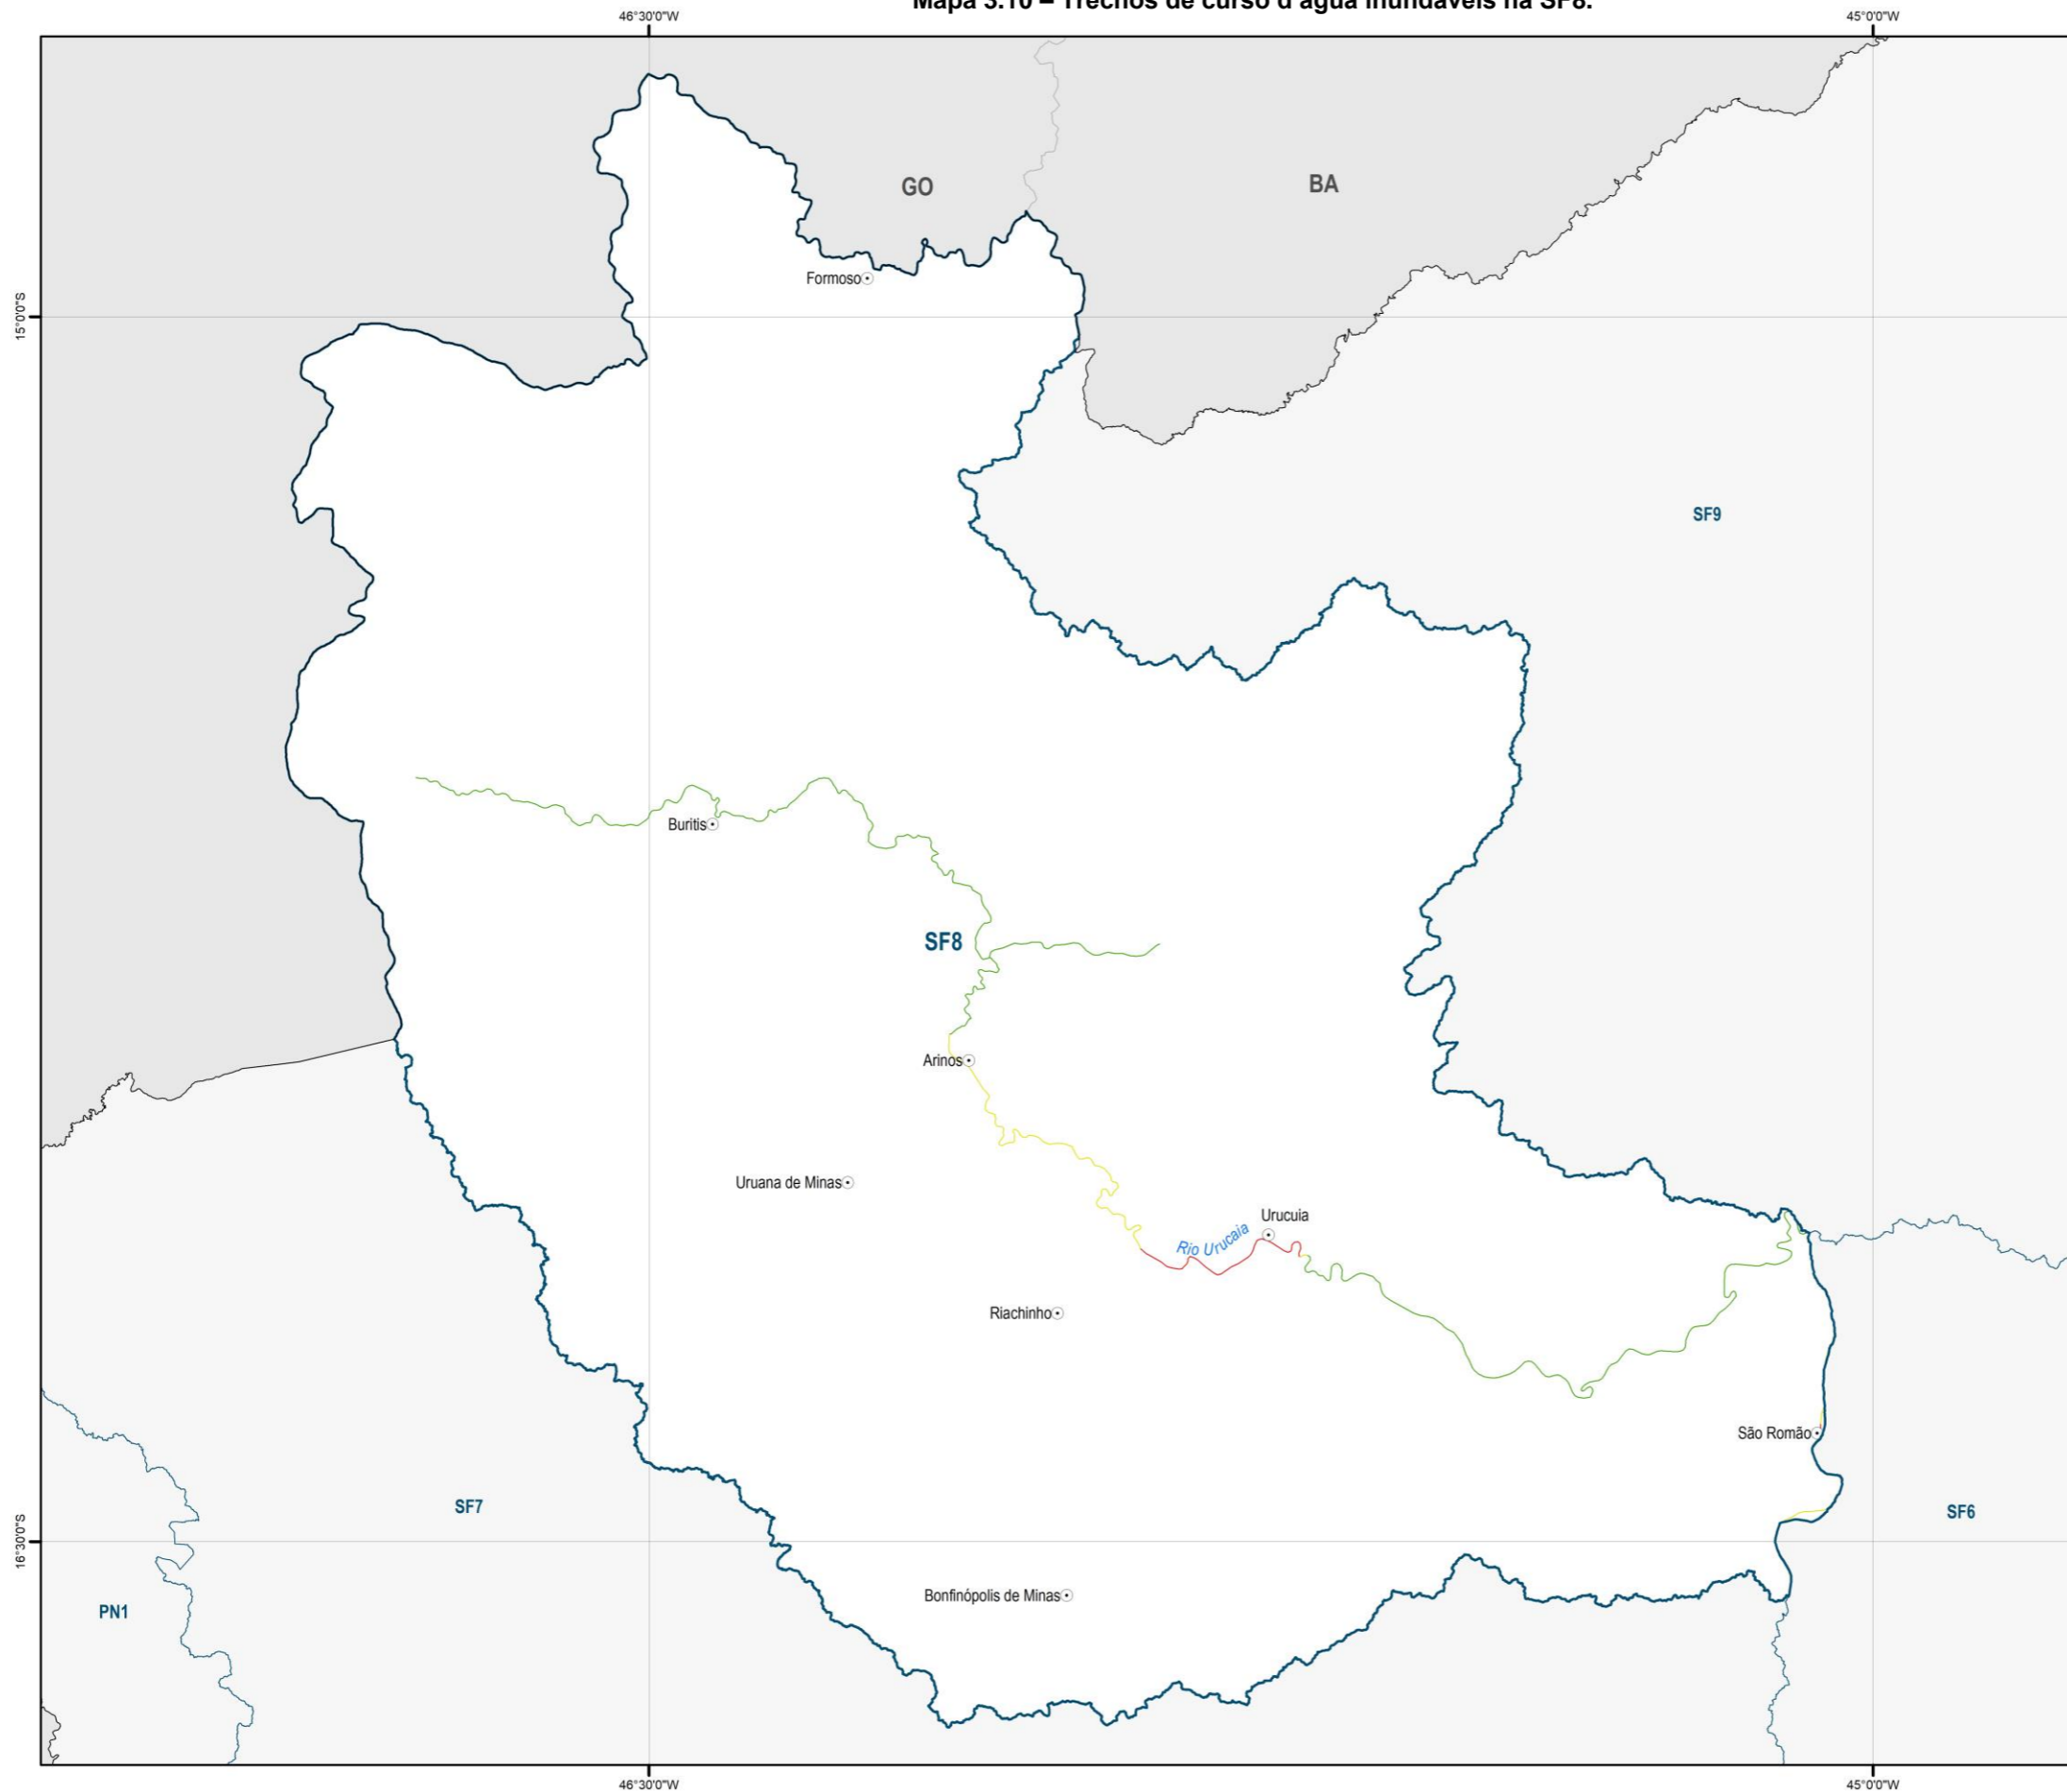 Mapa 3.10 – Trechos de curso d'água inundáveis na SF8.
46°30'0"W
45°0'0"W
GO
BA
Formoso
15°0'0"S
SF9
Buritis
SF8
Arinos
Uruana de Minas
Urucuia
Rio Urucaia
Riachinho
São Romão
SF7
SF6
16°30'0"S
Bonfinópolis de Minas
PN1
46°30'0"W
45°0'0"W